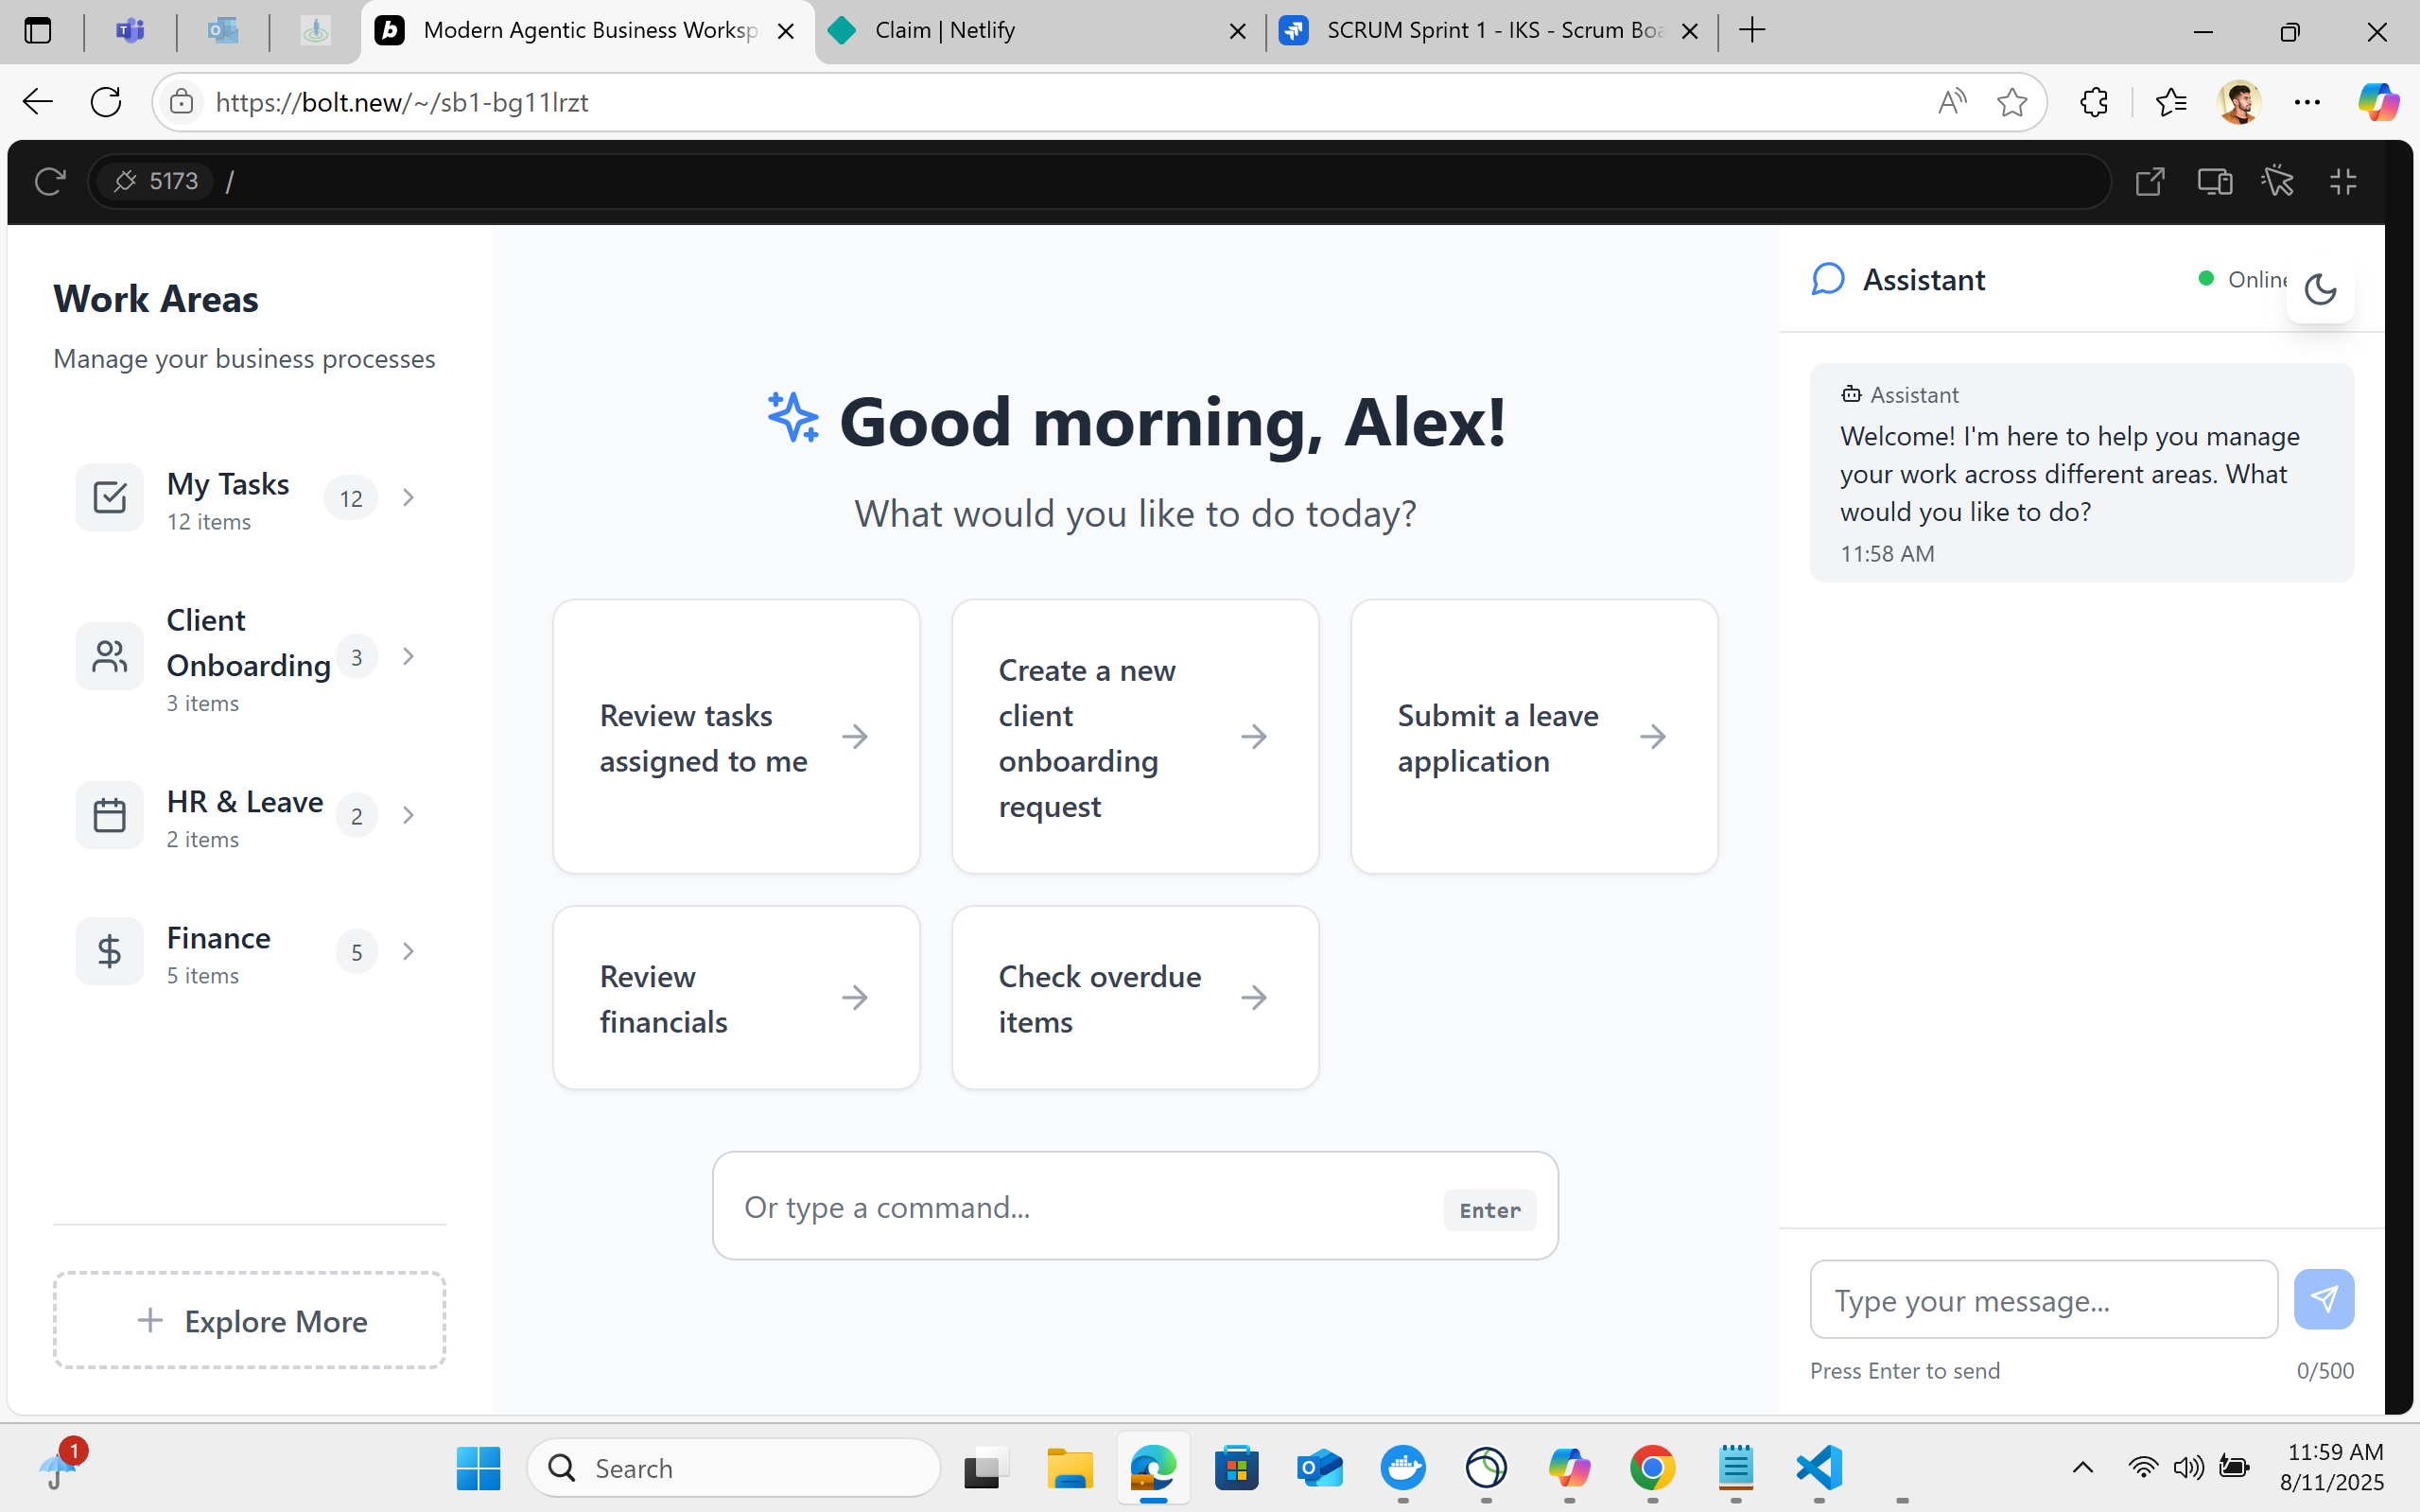 Modern Agentic Business Worksp
Claim | Netlify
SCRUM Sprint 1 - IKS - Scrum Boa
https://bolt.new/~/sb1-bg11lrzt
5173 /
Work Areas
Manage your business processes
My Tasks
12 items
12
Client
Onboarding
3 items
3
HR & Leave
2 items
2
Finance
5 items
5
Explore More
Good morning, Alex!
What would you like to do today?
Review tasks
assigned to me
Create a new
client
onboarding
request
Submit a leave
application
Review
financials
Check overdue
items
Or type a command...
Enter
Assistant
Online
Assistant
Welcome! I'm here to help you manage
your work across different areas. What
would you like to do?
11:58 AM
Type your message...
Press Enter to send
0/500
1
Search
11:59 AM
8/11/2025